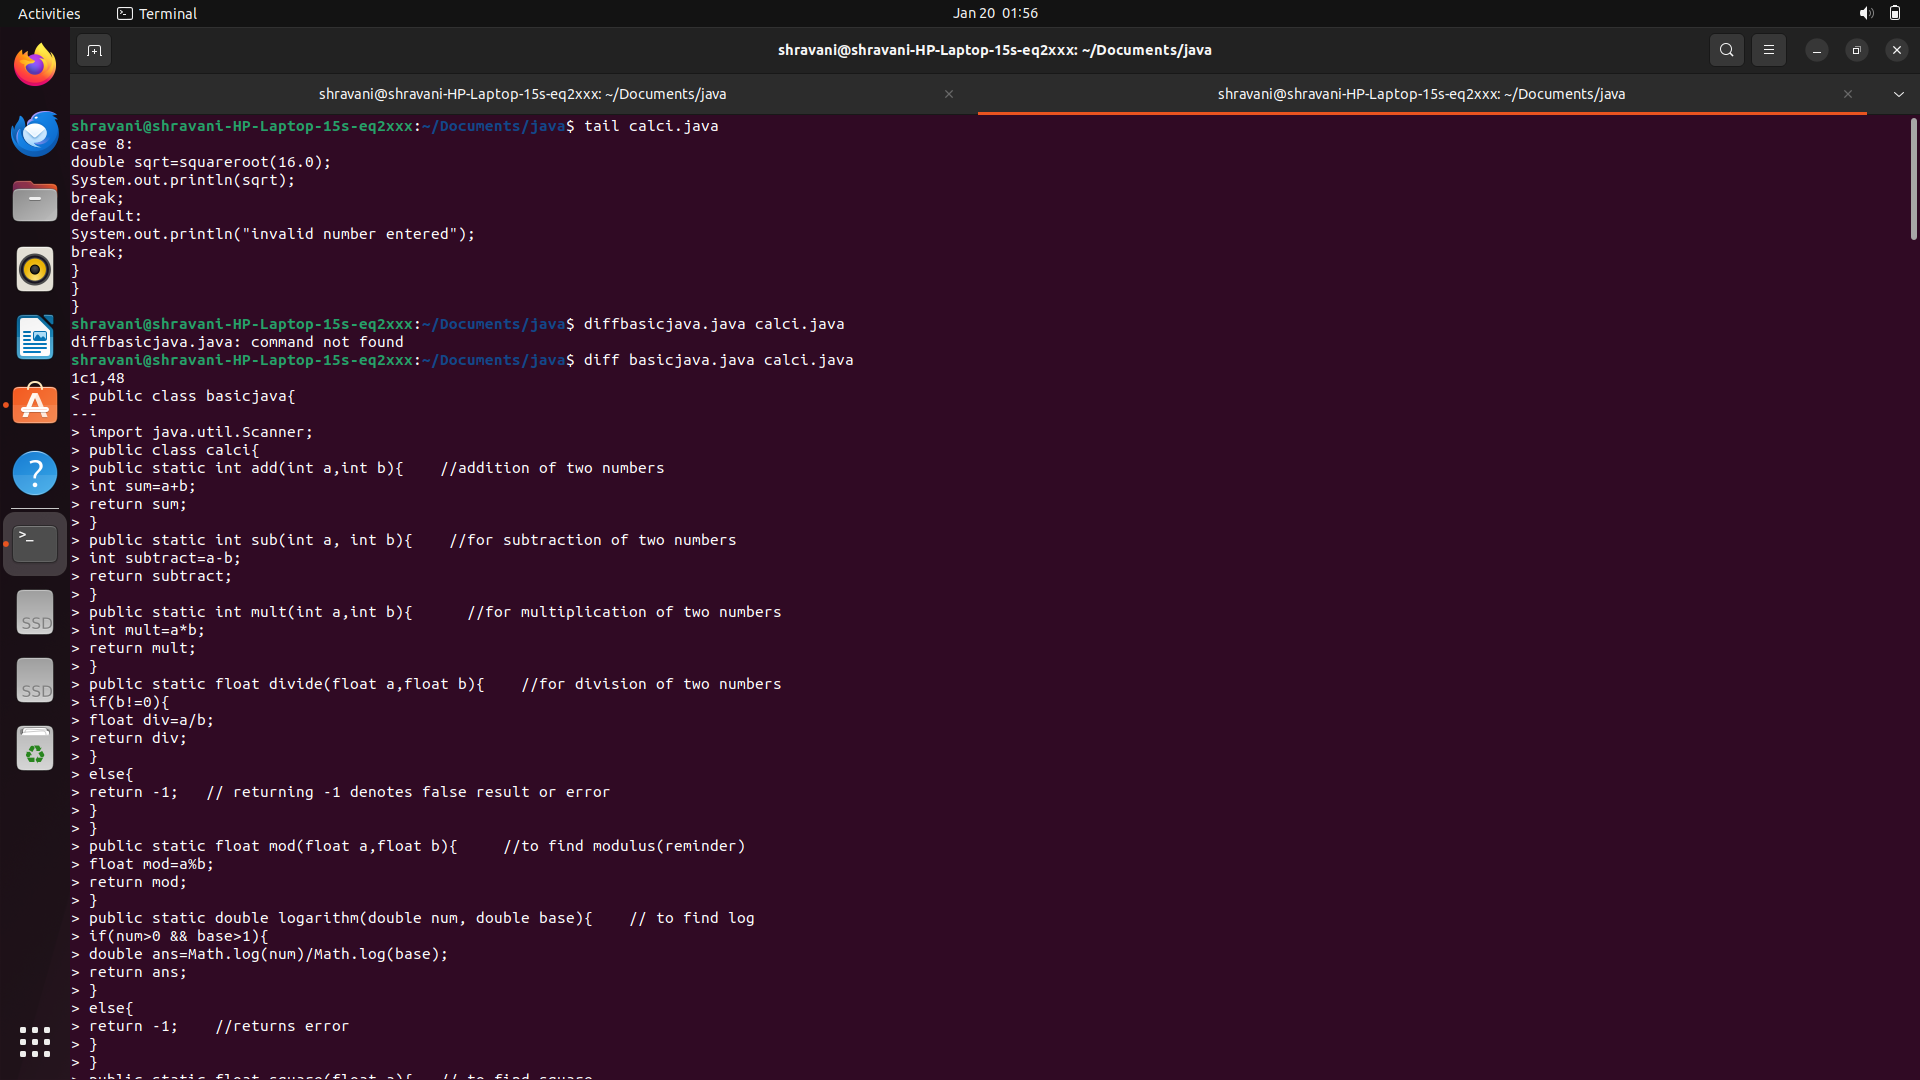 Activities
Terminal
Jan 20 01:56
shravani@shravani-HP-Laptop-15s-eq2xxx: ~/Documents/java
shravani@shravani-HP-Laptop-15s-eq2xxx: ~/Documents/java
shravani@shravani-HP-Laptop-15s-eq2xxx: ~/Documents/java
shravani@shravani-HP-Laptop-15s-eq2xxx:~/Documents/java$ tail calci.java
case 8:
double sqrt=squareroot(16.0);
System.out.println(sqrt);
break;
default:
System.out.println("invalid number entered");
break;
}
}
}
shravani@shravani-HP-Laptop-15s-eq2xxx:~/Documents/java$ diffbasicjava.java calci.java
diffbasicjava.java: command not found
shravani@shravani-HP-Laptop-15s-eq2xxx:~/Documents/java$ diff basicjava.java calci.java
1c1,48
< public class basicjava{
---
> import java.util.Scanner;
> public class calci{
> public static int add(int a,int b){    //addition of two numbers
> int sum=a+b;
> return sum;
> }
> public static int sub(int a, int b){    //for subtraction of two numbers
> int subtract=a-b;
> return subtract;
> }
> public static int mult(int a,int b){      //for multiplication of two numbers
> int mult=a*b;
> return mult;
> }
> public static float divide(float a,float b){    //for division of two numbers
> if(b!=0){
> float div=a/b;
> return div;
> }
> else{
> return -1;   // returning -1 denotes false result or error
> }
> }
> public static float mod(float a,float b){     //to find modulus(reminder)
> float mod=a%b;
> return mod;
> }
> public static double logarithm(double num, double base){    // to find log
> if(num>0 && base>1){
> double ans=Math.log(num)/Math.log(base);
> return ans;
> }
> else{
> return -1;    //returns error
> }
> }
> public static float square(float a){   // to find square
SSD
SSD